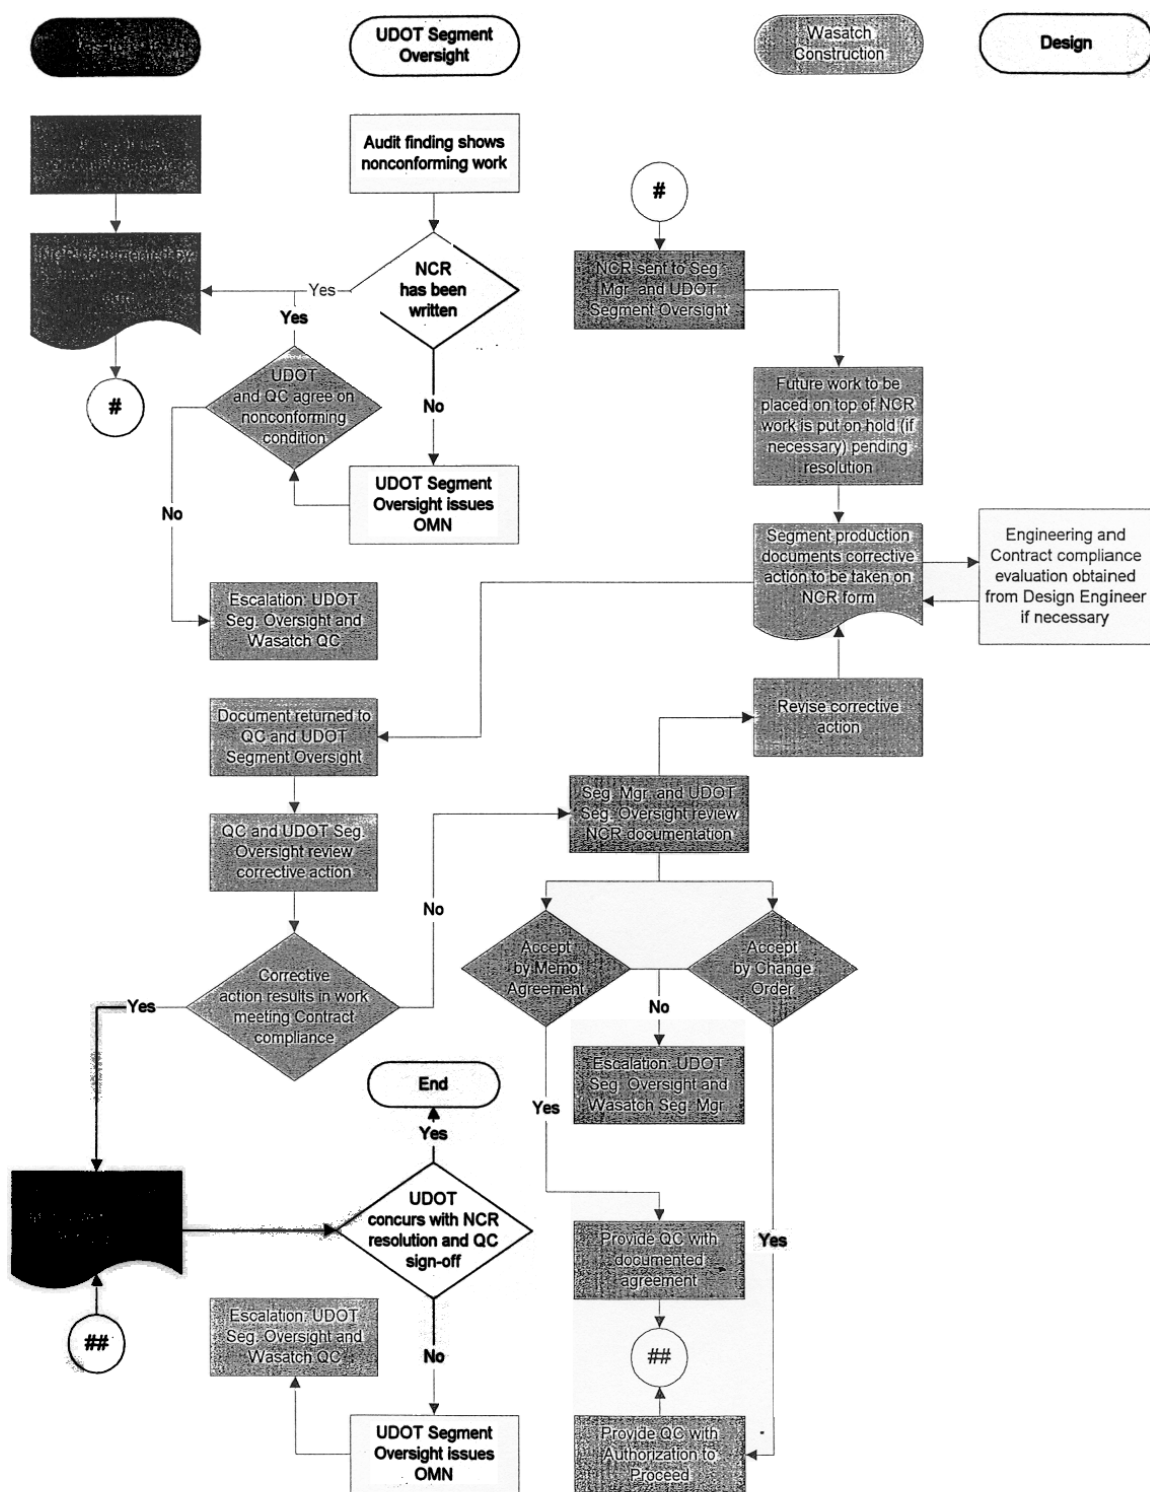 UDOT Segment
Oversight
Wasatch
Construction
Design
Audit finding shows
nonconforming work
#
NCR documented by
NCR
has been
written
Yes
Yes
NCR sent to Seg.
Mgr. and UDOT
Segment Oversight
UDOT
and QC agree on
nonconforming
condition
#
No
Future work to be
placed on top of NCR
work is put on hold (if
necessary) pending
resolution
UDOT Segment
Oversight issues
OMN
No
Segment production
documents corrective
action to be taken on
NCR form
Engineering and
Contract compliance
evaluation obtained
from Design Engineer
if necessary
Escalation: UDOT
Seg. Oversight and
Wasatch QC
Document returned to
QC and UDOT
Segment Oversight
Revise corrective
action
Seg. Mgr. and UDOT
Seg. Oversight review
NCR documentation
QC and UDOT Seg.
Oversight review
corrective action
No
Accept
by Memo
Agreement
Accept
by Change
Order
Corrective
action results in work
meeting Contract
compliance
Yes
No
Escalation: UDOT
Seg. Oversight and
Wasatch Seg. Mgr
End
Yes
Yes
UDOT
concurs with NCR
resolution and QC
sign-off
Provide QC with
documented
agreement
Yes
Escalation: UDOT
Seg. Oversight and
Wasatch QC
##
No
##
UDOT Segment
Oversight issues
OMN
Provide QC with
Authorization to
Proceed